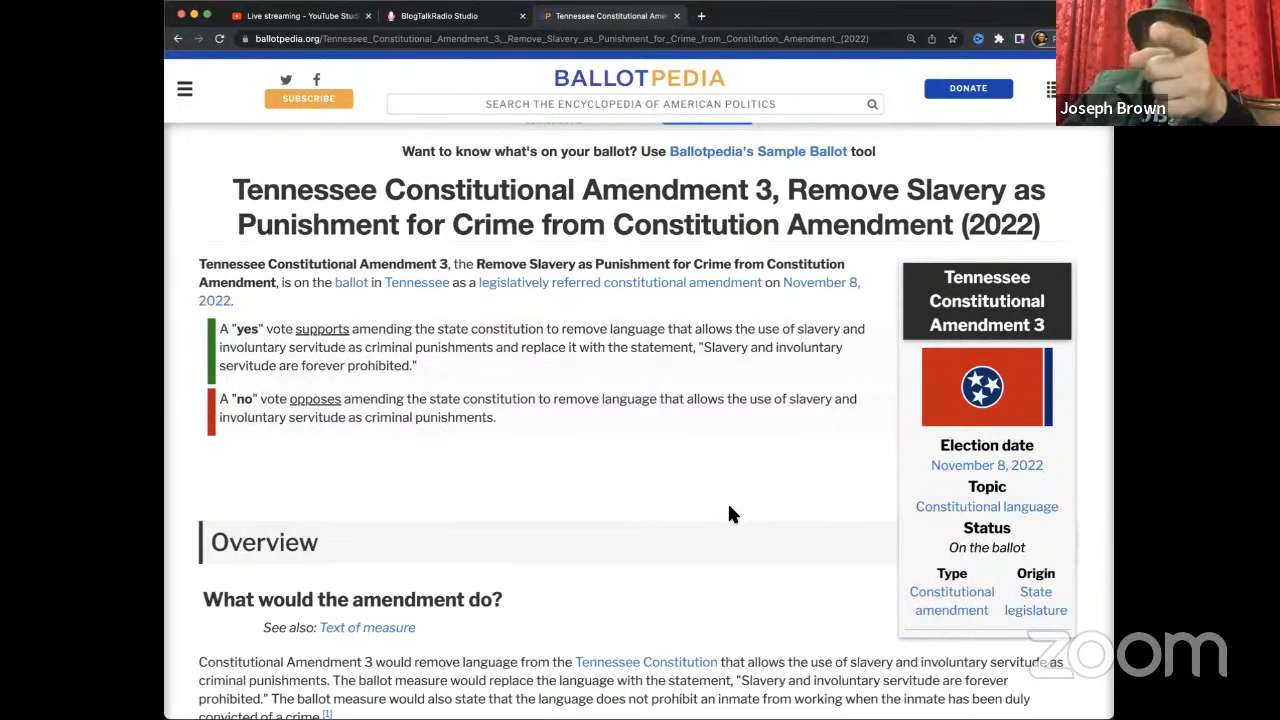 Live streaming - YouTube Stud
BlogTalkRadio Studio
Tennessee Constitutional Ame
ballotpedia.org/Tennessee_Constitutional_Amendment_3,_Remove_Slavery_as_Punishment_for_Crime_from_Constitution_Amendment_(2022)
BALLOTPEDIA
SUBSCRIBE
SEARCH THE ENCYCLOPEDIA OF AMERICAN POLITICS
DONATE
Joseph Brown
Want to know what's on your ballot? Use Ballotpedia's Sample Ballot tool
Tennessee Constitutional Amendment 3, Remove Slavery as
Punishment for Crime from Constitution Amendment (2022)
Tennessee Constitutional Amendment 3, the Remove Slavery as Punishment for Crime from Constitution
Amendment, is on the ballot in Tennessee as a legislatively referred constitutional amendment on November 8,
2022.
A "yes" vote supports amending the state constitution to remove language that allows the use of slavery and
involuntary servitude as criminal punishments and replace it with the statement, "Slavery and involuntary
servitude are forever prohibited."
A "no" vote opposes amending the state constitution to remove language that allows the use of slavery and
involuntary servitude as criminal punishments.
Tennessee
Constitutional
Amendment 3
Election date
November 8, 2022
Topic
Constitutional language
Status
On the ballot
Type
Constitutional
amendment
Origin
State
legislature
Overview
What would the amendment do?
See also: Text of measure
Constitutional Amendment 3 would remove language from the Tennessee Constitution that allows the use of slavery and involuntary servitude as
criminal punishments. The ballot measure would replace the language with the statement, "Slavery and involuntary servitude are forever
prohibited." The ballot measure would also state that the language does not prohibit an inmate from working when the inmate has been duly
convicted of a crime.[1]
zoom